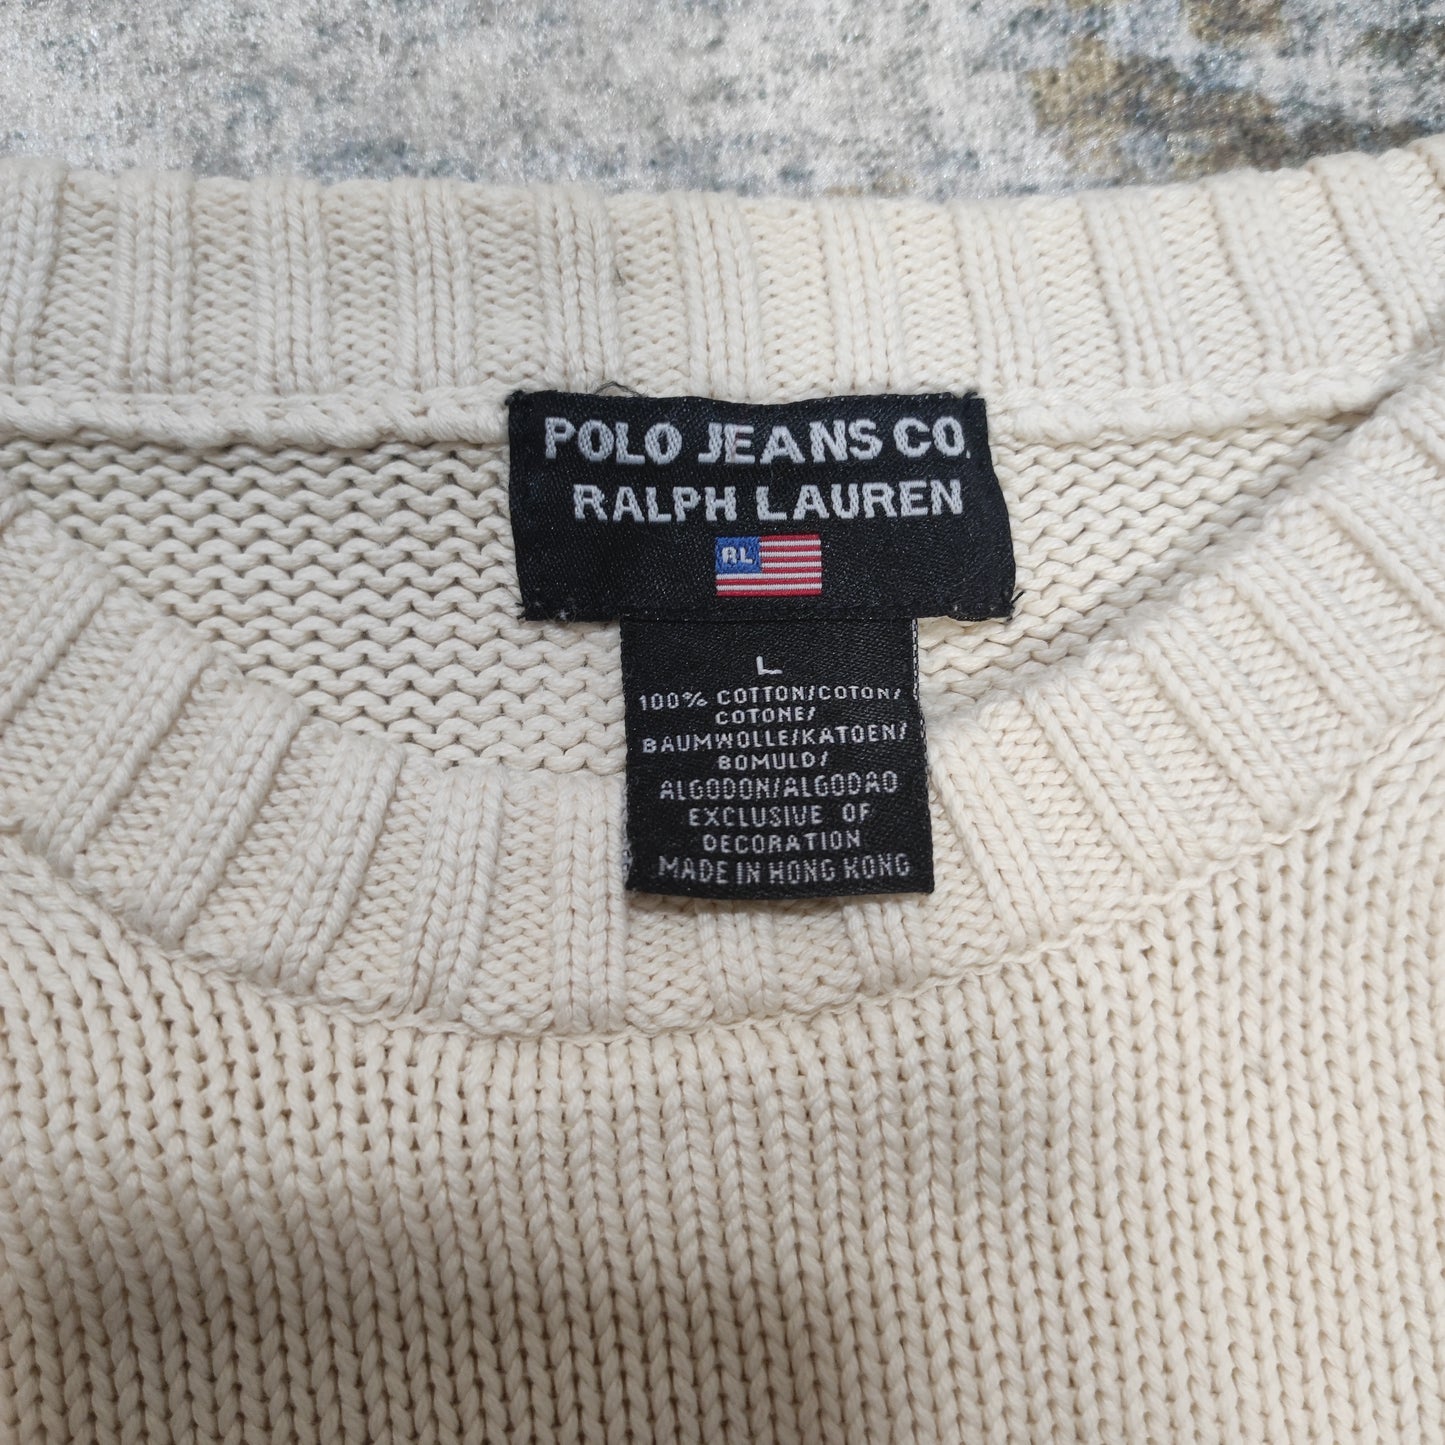 POLO JEANS CO.
RALPH LAUREN
RL
L
100% COTTON/COTON/
COTONE/
BAUMWOLLE/KATOEN/
BOMULD/
ALGODON/ALGODAO
EXCLUSIVE OF
DECORATION
MADE IN HONG KONG